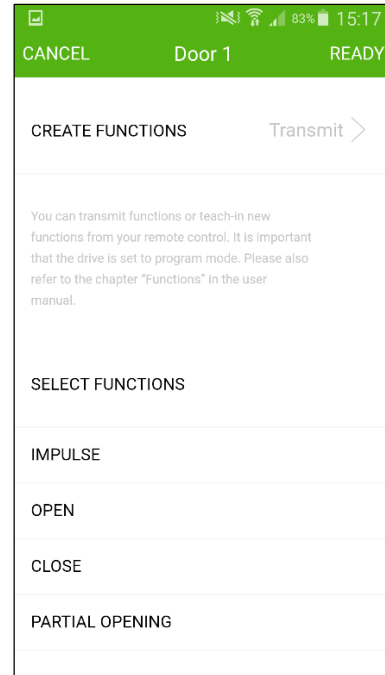 83% 15:17
CANCEL Door 1 READY
CREATE FUNCTIONS Transmit
You can transmit functions or teach-in new
functions from your remote control. It is important
that the drive is set to program mode. Please also
refer to the chapter “Functions” in the user
manual.
SELECT FUNCTIONS
IMPULSE
OPEN
CLOSE
PARTIAL OPENING